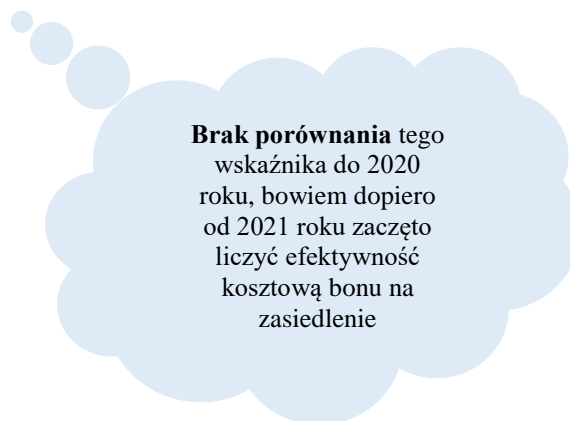 Brak porównania tego
wskaźnika do 2020
roku, bowiem dopiero
od 2021 roku zaczęto
liczyć efektywność
kosztową bonu na
zasiedlenie